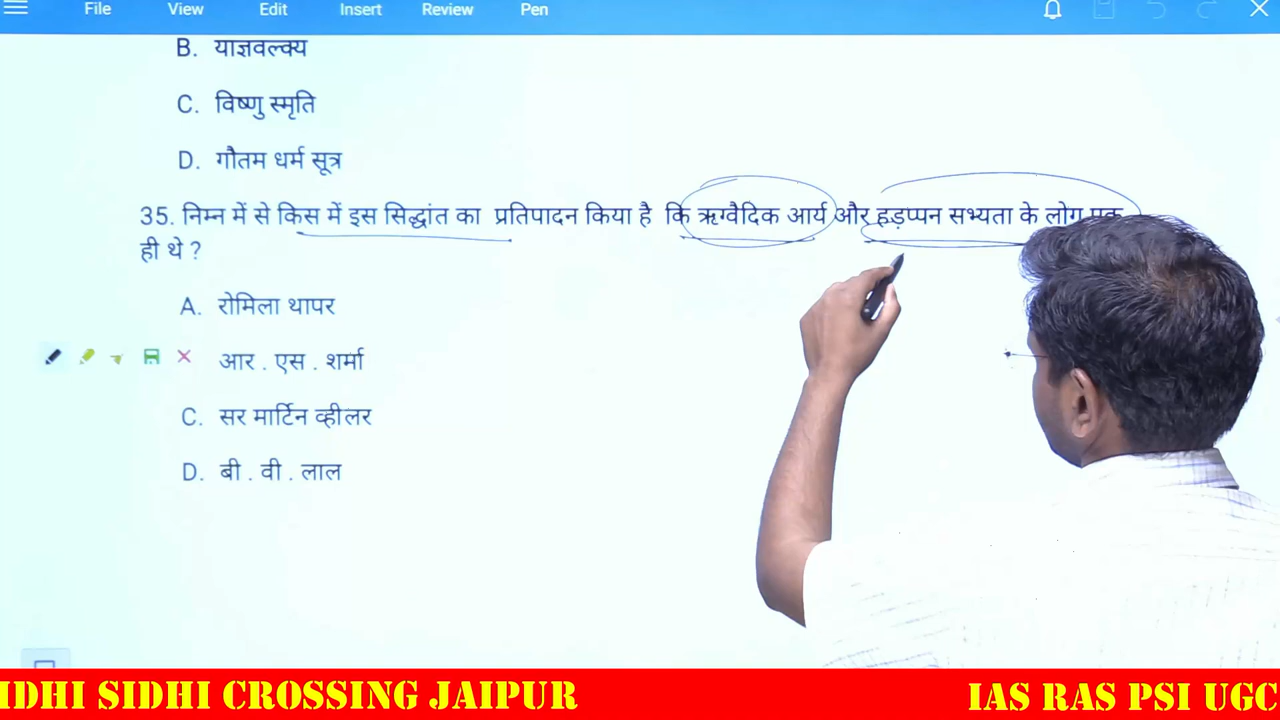 File View Edit Insert Review Pen
B. याज्ञवल्क्य
C. विष्णु स्मृति
D. गौतम धर्म सूत्र
35. निम्न में से किस में इस सिद्धांत का प्रतिपादन किया है कि ऋग्वैदिक आर्य और हड़प्पन सभ्यता के लोग एक
ही थे ?
A. रोमिला थापर
आर . एस . शर्मा
C. सर मार्टिन व्हीलर
D. बी . वी . लाल
IDHI SIDHI CROSSING JAIPUR IAS RAS PSI UGC